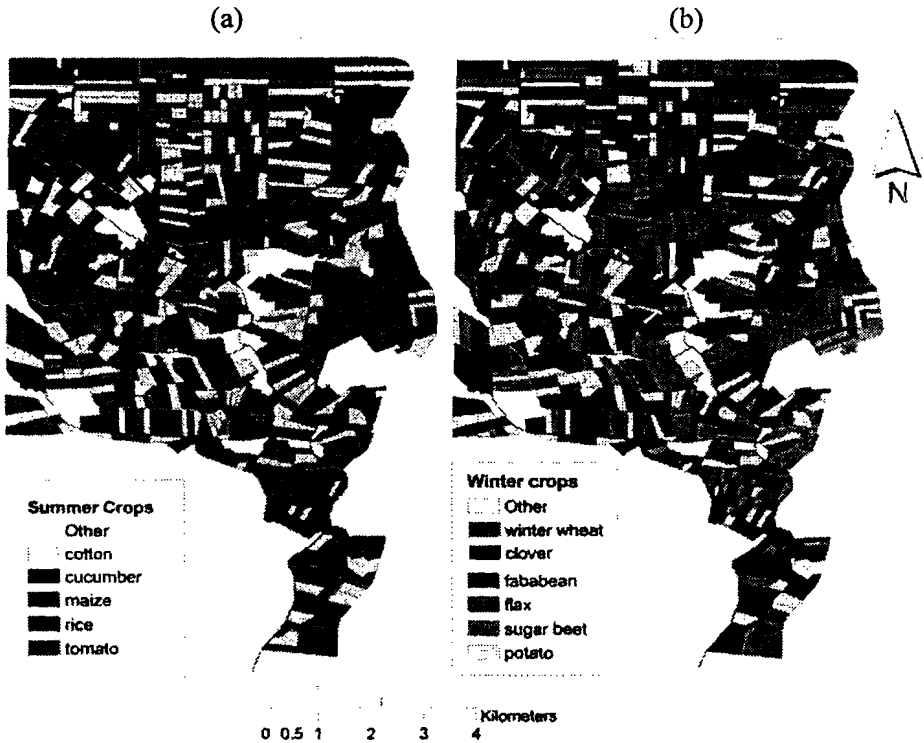 (a)
(b)
N
Summer Crops
Other
cotton
cucumber
maize
rice
tomato
Winter crops
Other
winter wheat
clover
fababean
flax
sugar beet
potato
Kilometers
0 0.5 1 2 3 4